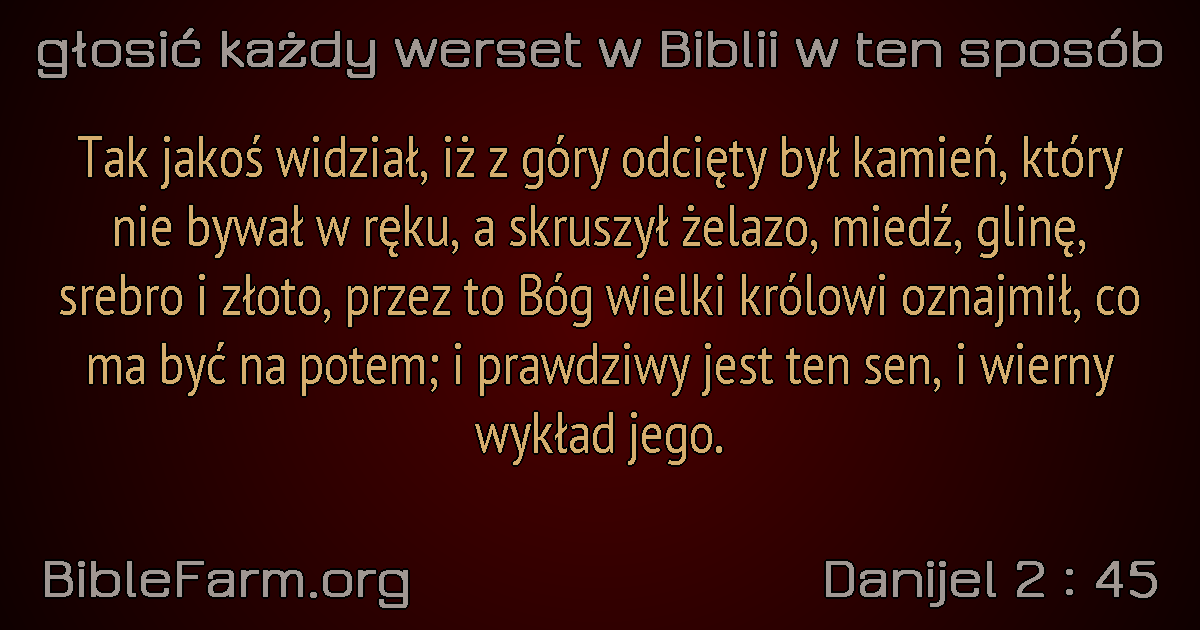 głosić każdy werset w Biblii w ten sposób
Tak jakoś widział, iż z góry odcięty był kamień, który
nie bywał w ręku, a skruszył żelazo, miedź, glinę,
srebro i złoto, przez to Bóg wielki królowi oznajmił, co
ma być na potem; i prawdziwy jest ten sen, i wierny
wykład jego.
BibleFarm.org
Danijel 2 : 45